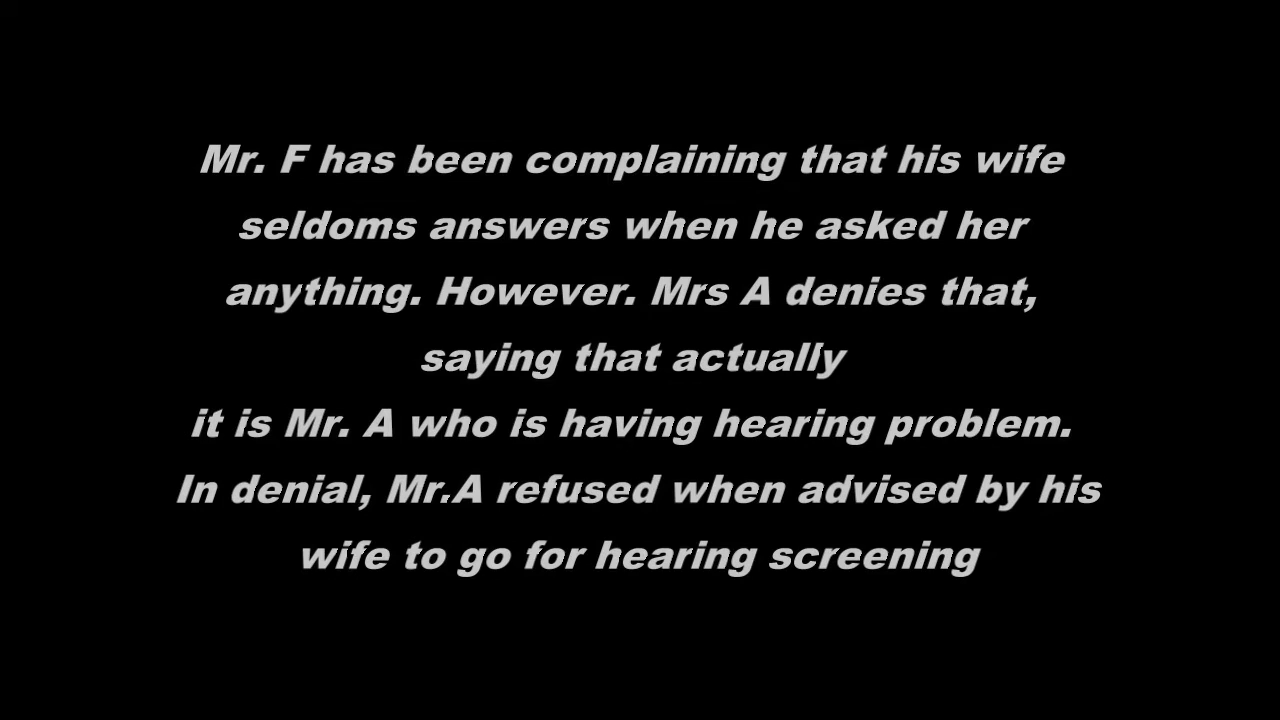 Mr. F has been complaining that his wife
seldoms answers when he asked her
anything. However. Mrs A denies that,
saying that actually
it is Mr. A who is having hearing problem.
In denial, Mr.A refused when advised by his
wife to go for hearing screening